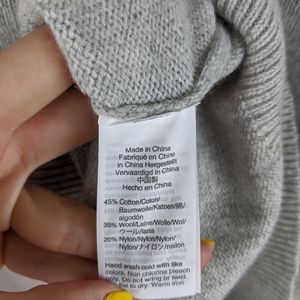 Made in China
Fabriqué en Chine
in China Hergestellt
Vervaardigd in China
中国製
Hecho en China
45% Cotton/Coton/
Baumwolle/Katoen/綿/
algodón
35% Wool/Laine/Wolle/Wol/
ウール/lana
20% Nylon/Nylon/Nylon/
Nylon/ナイロン/nailon
Hand wash cold with like
colors. Non chlorine bleach
only. Do not wring or twist.
flat to dry. Warm iron